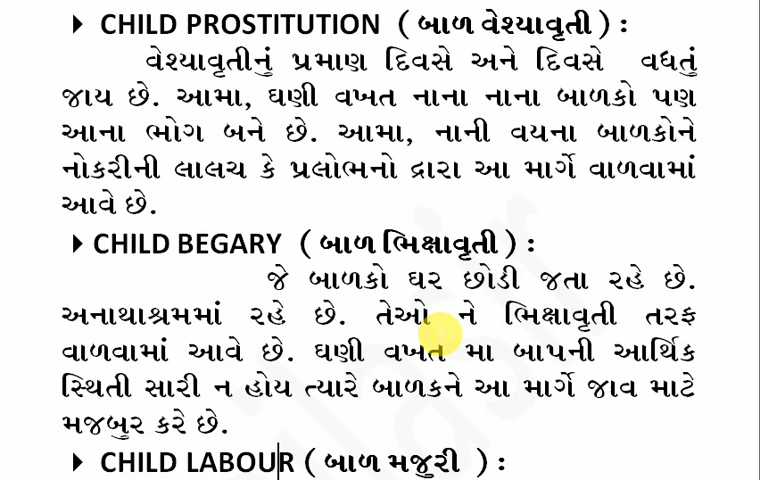 CHILD PROSTITUTION ( બાળ વેશ્યાવૃતી ) :
વેશ્યાવૃતીનું પ્રમાણ દિવસે અને દિવસે વધતું
જાય છે. આમા, ઘણી વખત નાના નાના બાળકો પણ
આના ભોગ બને છે. આમા, નાની વયના બાળકોને
નોકરીની લાલચ કે પ્રલોભનો દ્રારા આ માર્ગે વાળવામાં
આવે છે.
CHILD BEGARY ( બાળ ભિક્ષાવૃતી ) :
જે બાળકો ઘર છોડી જતા રહે છે.
અનાથાશ્રમમાં રહે છે. તેઓ ને ભિક્ષાવૃતી તરફ
વાળવામાં આવે છે. ઘણી વખત મા બાપની આર્થિક
સ્થિતી સારી ન હોય ત્યારે બાળકને આ માર્ગે જાવ માટે
મજબુર કરે છે.
CHILD LABOUR ( બાળ મજુરી ) :